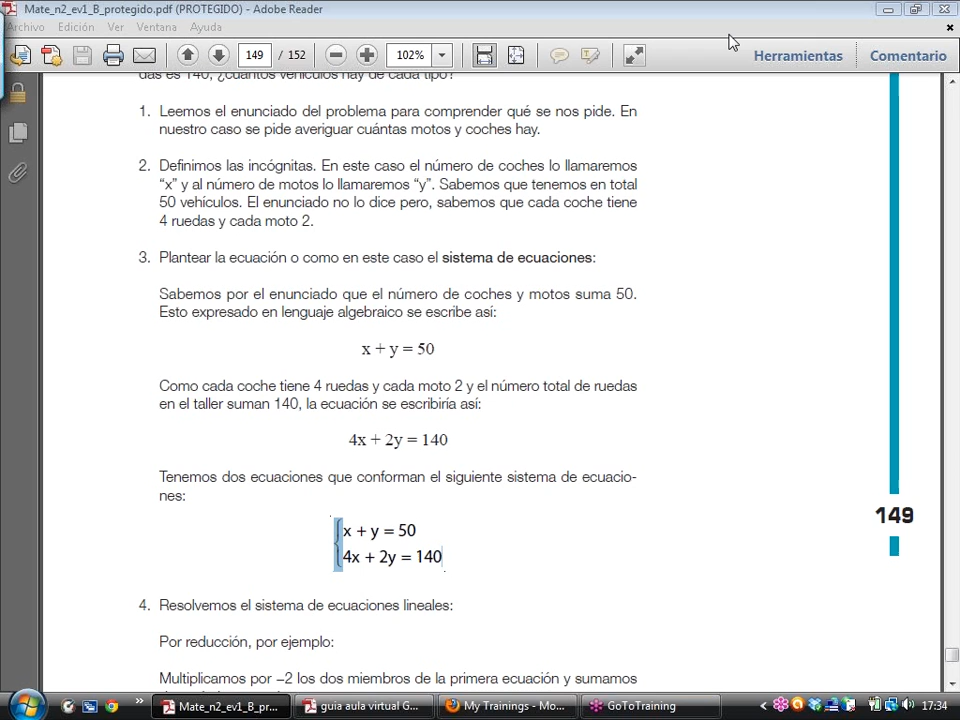 Mate_n2_ev1_B_protegido.pdf (PROTEGIDO) - Adobe Reader
Archivo Edición Ver Ventana Ayuda
149 / 152 102% Herramientas Comentario
das es 140, ¿cuántos vehículos hay de cada tipo?
1. Leemos el enunciado del problema para comprender qué se nos pide. En
nuestro caso se pide averiguar cuántas motos y coches hay.
2. Definimos las incógnitas. En este caso el número de coches lo llamaremos
“x” y al número de motos lo llamaremos “y”. Sabemos que tenemos en total
50 vehículos. El enunciado no lo dice pero, sabemos que cada coche tiene
4 ruedas y cada moto 2.
3. Plantear la ecuación o como en este caso el sistema de ecuaciones:
Sabemos por el enunciado que el número de coches y motos suma 50.
Esto expresado en lenguaje algebraico se escribe así:
x + y = 50
Como cada coche tiene 4 ruedas y cada moto 2 y el número total de ruedas
en el taller suman 140, la ecuación se escribiría así:
4x + 2y = 140
Tenemos dos ecuaciones que conforman el siguiente sistema de ecuacio-
nes:
x + y = 50
4x + 2y = 140
149
4. Resolvemos el sistema de ecuaciones lineales:
Por reducción, por ejemplo:
Multiplicamos por −2 los dos miembros de la primera ecuación y sumamos
Mate_n2_ev1_B_pr... guia aula virtual G... My Trainings - Mo... GoToTraining 17:34